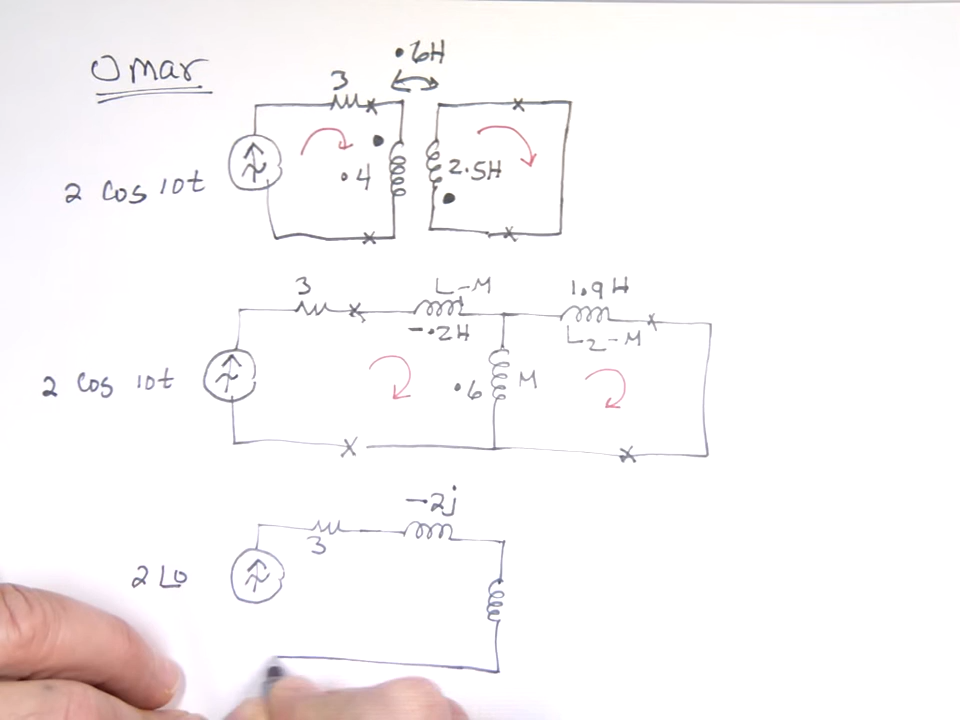 Omar
.6H
3
.4
2.5H
2 cos 10t
3
L-M
1.9H
-.2H
L2-M
2 cos 10t
.6
M
-2j
3
2∠0